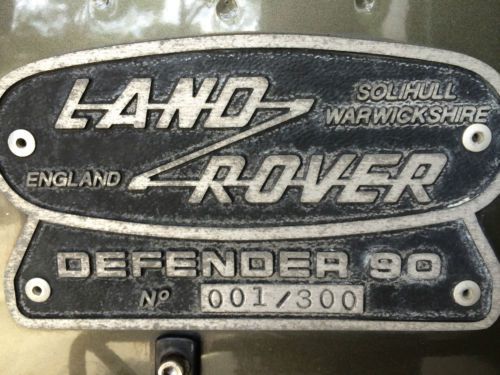 LAND
SOLIHULL
WARWICKSHIRE
ENGLAND
ROVER
DEFENDER 90
Nº 001/300